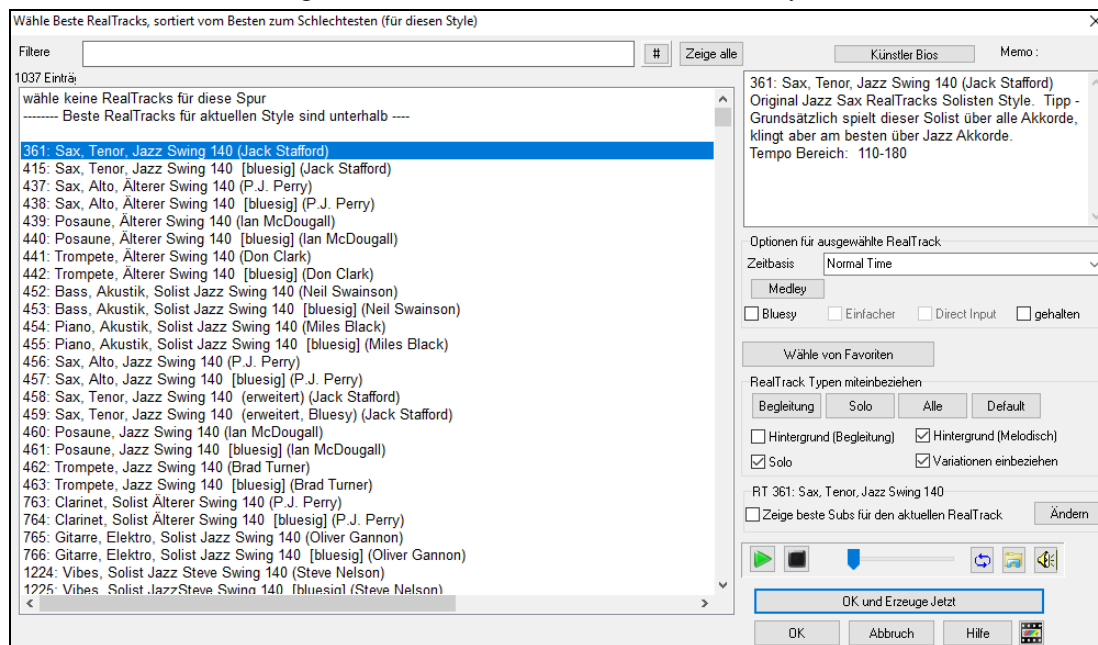 Wähle Beste RealTracks, sortiert vom Besten zum Schlechtesten (für diesen Style)
Filtere
#
Zeige alle
1037 Einträ
wähle keine RealTracks für diese Spur
-------- Beste RealTracks für aktuellen Style sind unterhalb ----
361: Sax, Tenor, Jazz Swing 140 (Jack Stafford)
415: Sax, Tenor, Jazz Swing 140 [bluesig] (Jack Stafford)
437: Sax, Alto, Älterer Swing 140 (P.J. Perry)
438: Sax, Alto, Älterer Swing 140 [bluesig] (P.J. Perry)
439: Posaune, Älterer Swing 140 (Ian McDougall)
440: Posaune, Älterer Swing 140 [bluesig] (Ian McDougall)
441: Trompete, Älterer Swing 140 (Don Clark)
442: Trompete, Älterer Swing 140 [bluesig] (Don Clark)
452: Bass, Akustik, Solist Jazz Swing 140 (Neil Swainson)
453: Bass, Akustik, Solist Jazz Swing 140 [bluesig] (Neil Swainson)
454: Piano, Akustik, Solist Jazz Swing 140 (Miles Black)
455: Piano, Akustik, Solist Jazz Swing 140 [bluesig] (Miles Black)
456: Sax, Alto, Jazz Swing 140 (P.J. Perry)
457: Sax, Alto, Jazz Swing 140 [bluesig] (P.J. Perry)
458: Sax, Tenor, Jazz Swing 140 (erweitert) (Jack Stafford)
459: Sax, Tenor, Jazz Swing 140 (erweitert, Bluesy) (Jack Stafford)
460: Posaune, Jazz Swing 140 (Ian McDougall)
461: Posaune, Jazz Swing 140 [bluesig] (Ian McDougall)
462: Trompete, Jazz Swing 140 (Brad Turner)
463: Trompete, Jazz Swing 140 [bluesig] (Brad Turner)
763: Clarinet, Solist Älterer Swing 140 (P.J. Perry)
764: Clarinet, Solist Älterer Swing 140 [bluesig] (P.J. Perry)
765: Gitarre, Elektro, Solist Jazz Swing 140 (Oliver Gannon)
766: Gitarre, Elektro, Solist Jazz Swing 140 [bluesig] (Oliver Gannon)
1224: Vibes, Solist Jazz Steve Swing 140 (Steve Nelson)
1225: Vibes, Solist JazzSteve Swing 140 [bluesig] (Steve Nelson)
Künstler Bios
Memo :
361: Sax, Tenor, Jazz Swing 140 (Jack Stafford)
Original Jazz Sax RealTracks Solisten Style. Tipp -
Grundsätzlich spielt dieser Solist über alle Akkorde,
klingt aber am besten über Jazz Akkorde.
Tempo Bereich: 110-180
Optionen für ausgewählte RealTrack
Zeitbasis Normal Time
Medley
Bluesy Einfacher Direct Input gehalten
Wähle von Favoriten
RealTrack Typen miteinbeziehen
Begleitung Solo Alle Default
Hintergrund (Begleitung) Hintergrund (Melodisch)
Solo Variationen einbeziehen
RT 361: Sax, Tenor, Jazz Swing 140
Zeige beste Subs für den aktuellen RealTrack Ändern
OK und Erzeuge Jetzt
OK Abbruch Hilfe